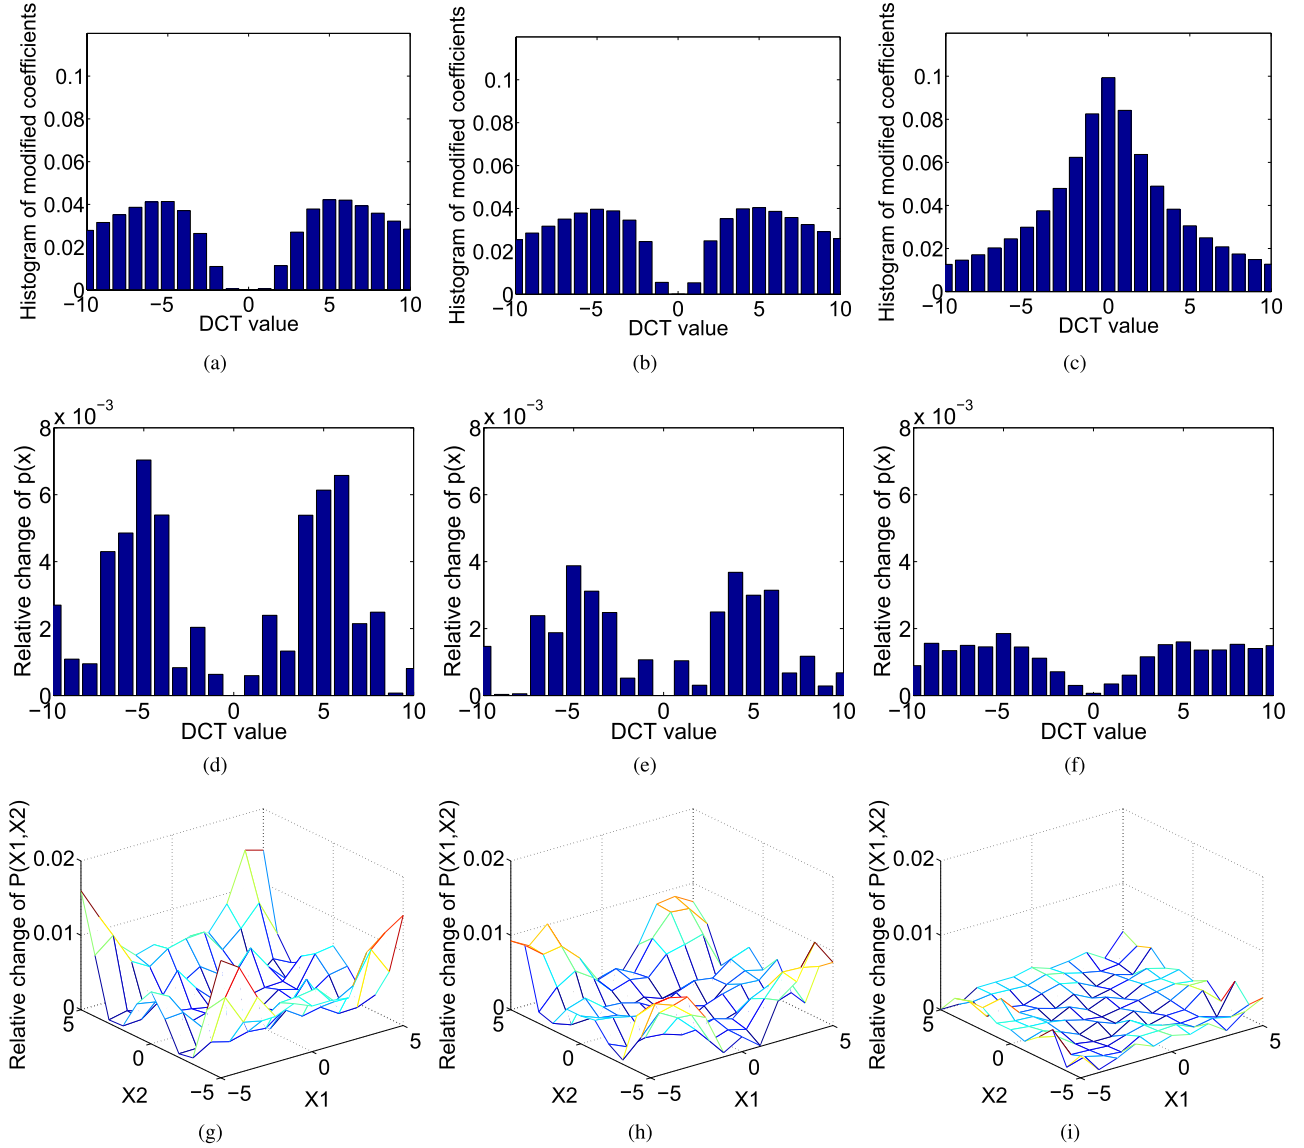 Histogram of modified coefficients
0.1
0.08
0.06
0.04
0.02
0
−10 −5 0 5 10
DCT value
(a)
Histogram of modified coefficients
0.1
0.08
0.06
0.04
0.02
0
−10 −5 0 5 10
DCT value
(b)
Histogram of modified coefficients
0.1
0.08
0.06
0.04
0.02
0
−10 −5 0 5 10
DCT value
(c)
Relative change of p(x)
x 10⁻³
8
6
4
2
0
−10 −5 0 5 10
DCT value
(d)
Relative change of p(x)
x 10⁻³
8
6
4
2
0
−10 −5 0 5 10
DCT value
(e)
Relative change of p(x)
x 10⁻³
8
6
4
2
0
−10 −5 0 5 10
DCT value
(f)
Relative change of P(X1,X2)
0.02
0.01
0
5 0 −5
X2
−5 0 5
X1
(g)
Relative change of P(X1,X2)
0.02
0.01
0
5 0 −5
X2
−5 0 5
X1
(h)
Relative change of P(X1,X2)
0.02
0.01
0
5 0 −5
X2
−5 0 5
X1
(i)